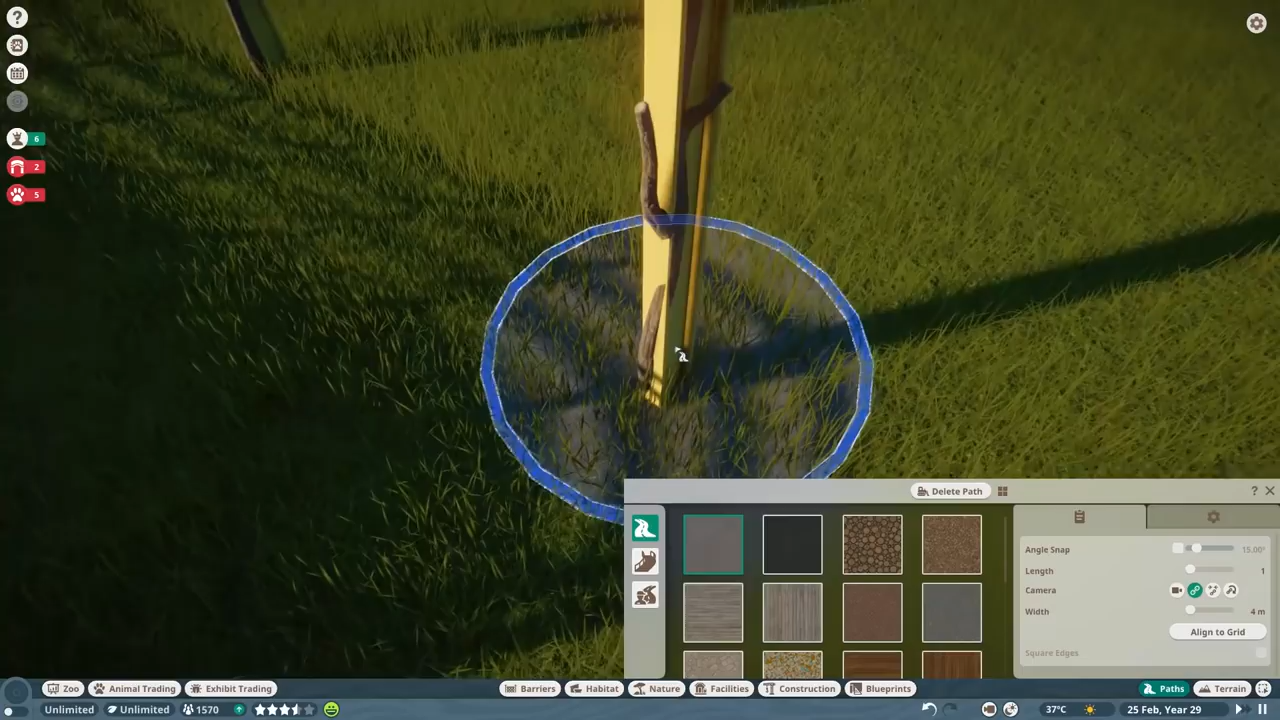 ?
6
2
5
Delete Path
? ×
Angle Snap 15.00°
Length 1
Camera
Width 4 m
Align to Grid
Square Edges
Zoo Animal Trading Exhibit Trading Barriers Habitat Nature Facilities Construction Blueprints Paths Terrain
Unlimited Unlimited 1570 37°C 25 Feb, Year 29